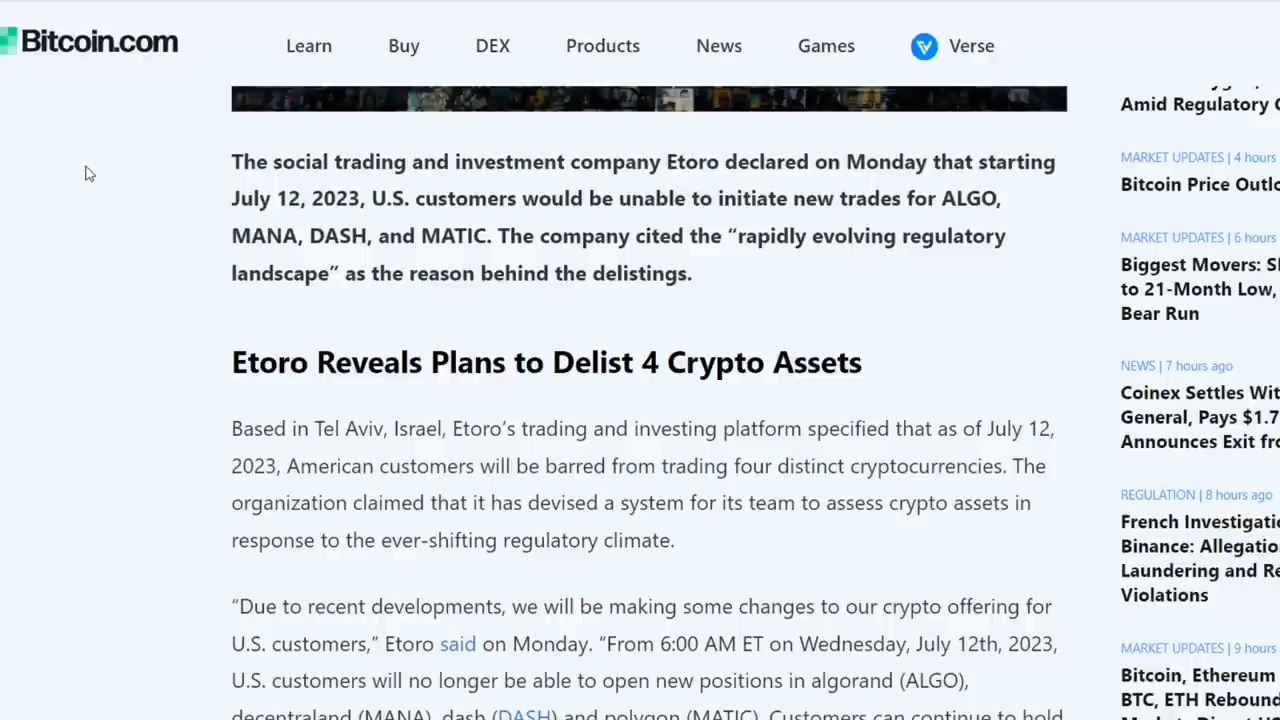 Bitcoin.com
Learn
Buy
DEX
Products
News
Games
Verse
The social trading and investment company Etoro declared on Monday that starting
July 12, 2023, U.S. customers would be unable to initiate new trades for ALGO,
MANA, DASH, and MATIC. The company cited the “rapidly evolving regulatory
landscape” as the reason behind the delistings.
Etoro Reveals Plans to Delist 4 Crypto Assets
Based in Tel Aviv, Israel, Etoro’s trading and investing platform specified that as of July 12,
2023, American customers will be barred from trading four distinct cryptocurrencies. The
organization claimed that it has devised a system for its team to assess crypto assets in
response to the ever-shifting regulatory climate.
“Due to recent developments, we will be making some changes to our crypto offering for
U.S. customers,” Etoro said on Monday. “From 6:00 AM ET on Wednesday, July 12th, 2023,
U.S. customers will no longer be able to open new positions in algorand (ALGO),
decentraland (MANA), dash (DASH) and polygon (MATIC). Customers can continue to hold
Amid Regulatory
MARKET UPDATES | 4 hours
Bitcoin Price
MARKET UPDATES | 6 hours
Biggest Movers:
to 21-Month Low,
Bear Run
NEWS | 7 hours ago
Coinex Settles
General, Pays $1.7
Announces Exit
REGULATION | 8 hours ago
French
Binance:
Laundering and
Violations
MARKET UPDATES | 9 hours
Bitcoin, Ethereum
BTC, ETH Rebound